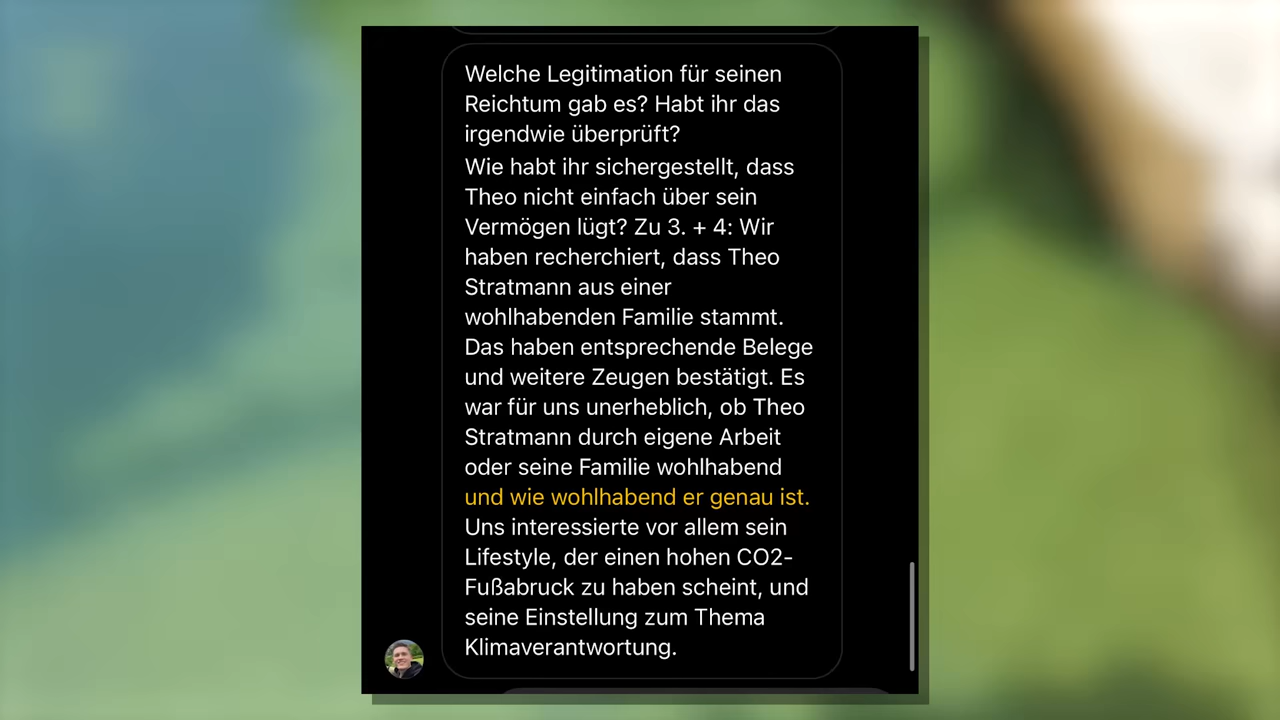 Welche Legitimation für seinen
Reichtum gab es? Habt ihr das
irgendwie überprüft?
Wie habt ihr sichergestellt, dass
Theo nicht einfach über sein
Vermögen lügt? Zu 3. + 4: Wir
haben recherchiert, dass Theo
Stratmann aus einer
wohlhabenden Familie stammt.
Das haben entsprechende Belege
und weitere Zeugen bestätigt. Es
war für uns unerheblich, ob Theo
Stratmann durch eigene Arbeit
oder seine Familie wohlhabend
und wie wohlhabend er genau ist.
Uns interessierte vor allem sein
Lifestyle, der einen hohen CO2-
Fußabruck zu haben scheint, und
seine Einstellung zum Thema
Klimaverantwortung.